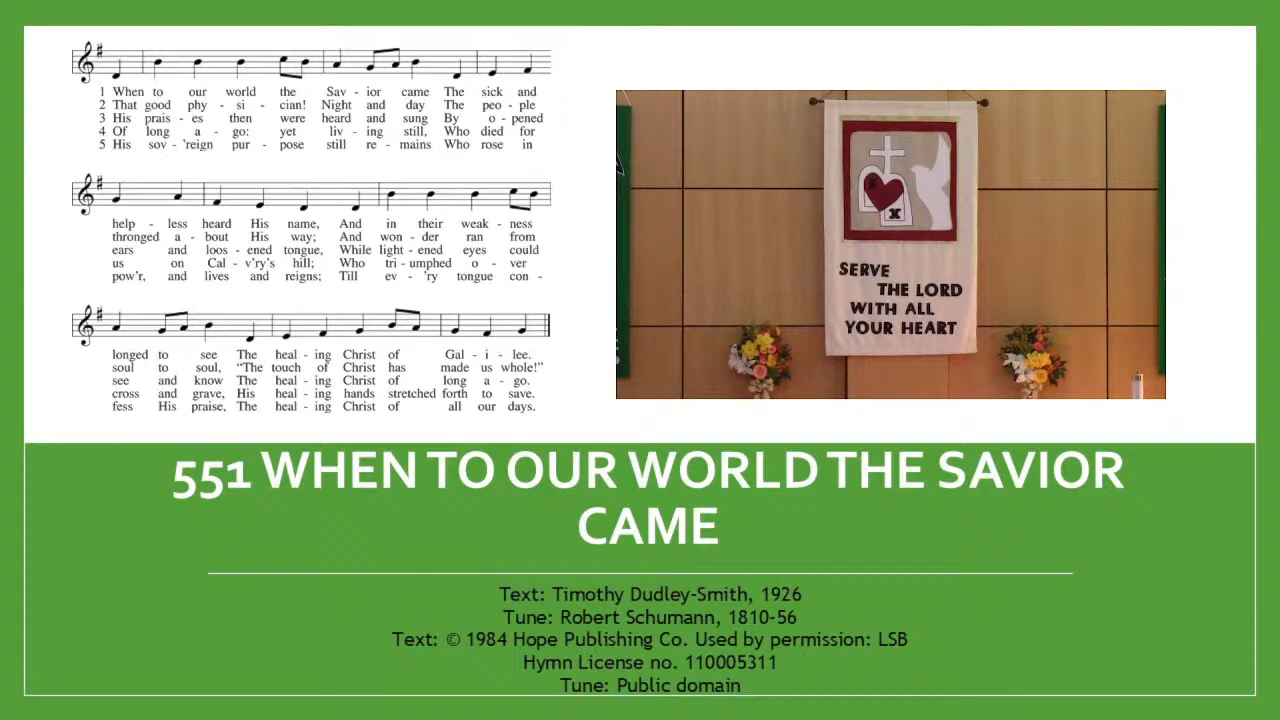 1 When to our world the Sav - ior came The sick and
2 That good phy - si - cian! Night and day The peo - ple
3 His prais - es then were heard and sung By o - pened
4 Of long a - go: yet liv - ing still, Who died for
5 His sov - 'reign pur - pose still re - mains Who rose in
help - less heard His name, And in their weak - ness
thronged a - bout His way; And won - der ran from
ears and loos - ened tongue, While light - ened eyes could
us on Cal - v'ry's hill; Who tri - umphed o - ver
pow'r, and lives and reigns; Till ev - 'ry tongue con -
longed to see The heal - ing Christ of Gal - i - lee.
soul to soul, “The touch of Christ has made us whole!”
see and know The heal - ing Christ of long a - go.
cross and grave, His heal - ing hands stretched forth to save.
fess His praise, The heal - ing Christ of all our days.
SERVE
THE LORD
WITH ALL
YOUR HEART
551 WHEN TO OUR WORLD THE SAVIOR
CAME
Text: Timothy Dudley-Smith, 1926
Tune: Robert Schumann, 1810-56
Text: © 1984 Hope Publishing Co. Used by permission: LSB
Hymn License no. 110005311
Tune: Public domain